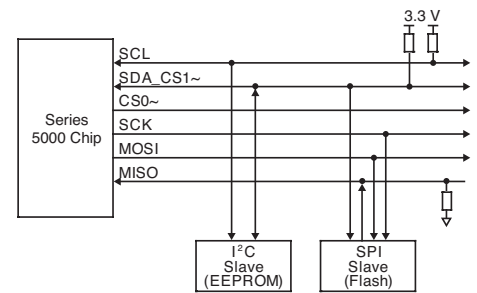 3.3 V
SCL
SDA_CS1~
CS0~
Series
5000 Chip
SCK
MOSI
MISO
I²C
Slave
(EEPROM)
SPI
Slave
(Flash)